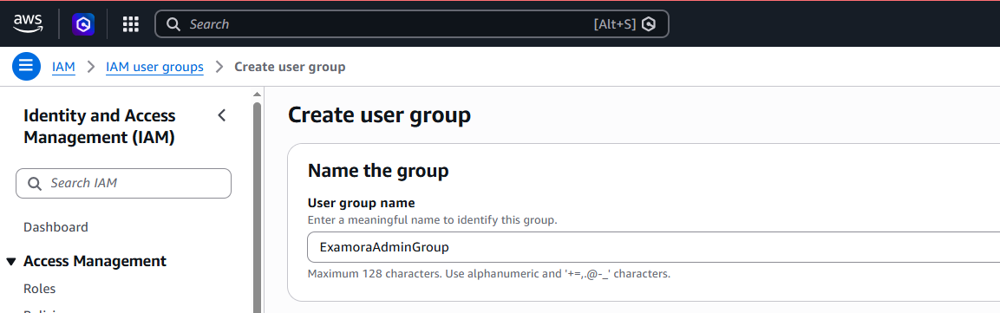 aws
Search [Alt+S]
IAM > IAM user groups > Create user group
Identity and Access
Management (IAM)
Search IAM
Dashboard
Access Management
Roles
Create user group
Name the group
User group name
Enter a meaningful name to identify this group.
ExamoraAdminGroup
Maximum 128 characters. Use alphanumeric and '+=,.@-_' characters.